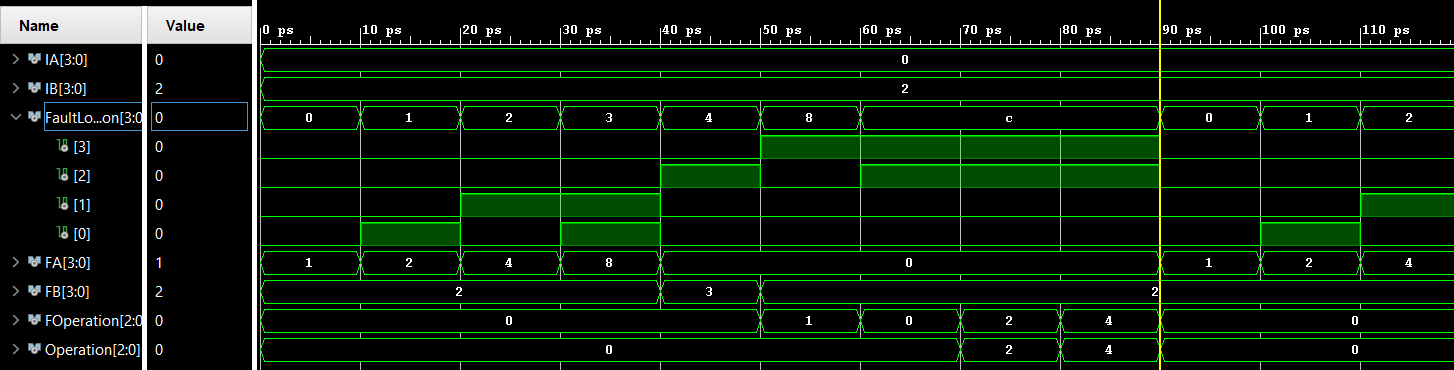 Name Value 0 ps 10 ps 20 ps 30 ps 40 ps 50 ps 60 ps 70 ps 80 ps 90 ps 100 ps 110 ps
IA[3:0] 0 0
IB[3:0] 2 2
FaultLo...on[3:0 0 0 1 2 3 4 8 c 0 1 2
[3] 0
[2] 0
[1] 0
[0] 0
FA[3:0] 1 1 2 4 8 0 1 2 4
FB[3:0] 2 2 3 2
FOperation[2:0 0 0 1 0 2 4 0
Operation[2:0] 0 0 2 4 0